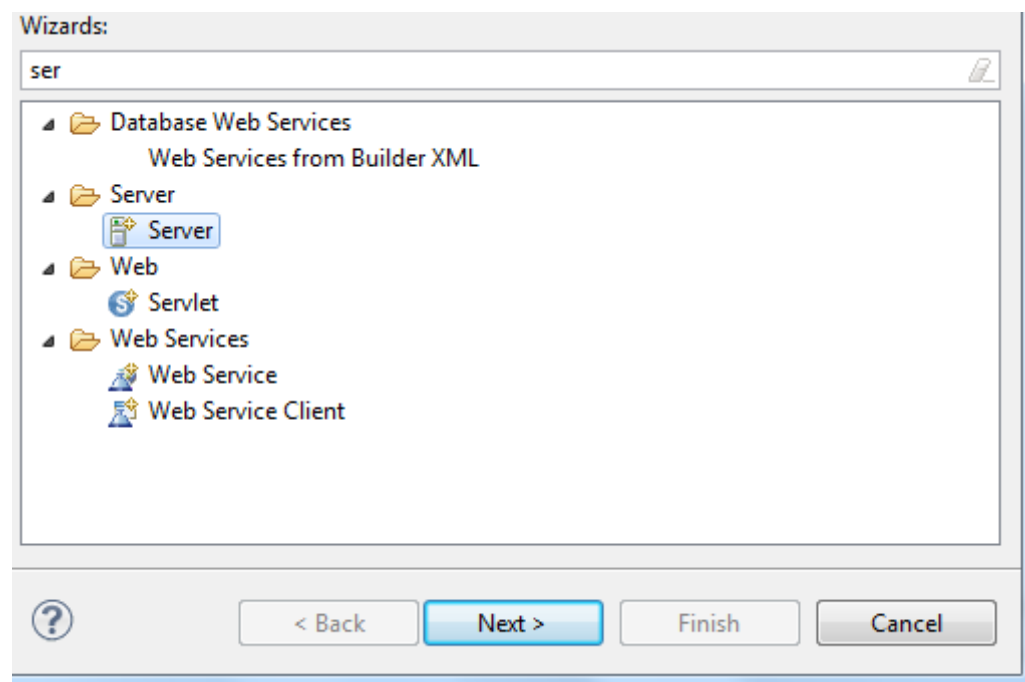 Wizards:
ser
Database Web Services
Web Services from Builder XML
Server
Server
Web
Servlet
Web Services
Web Service
Web Service Client
? < Back Next > Finish Cancel